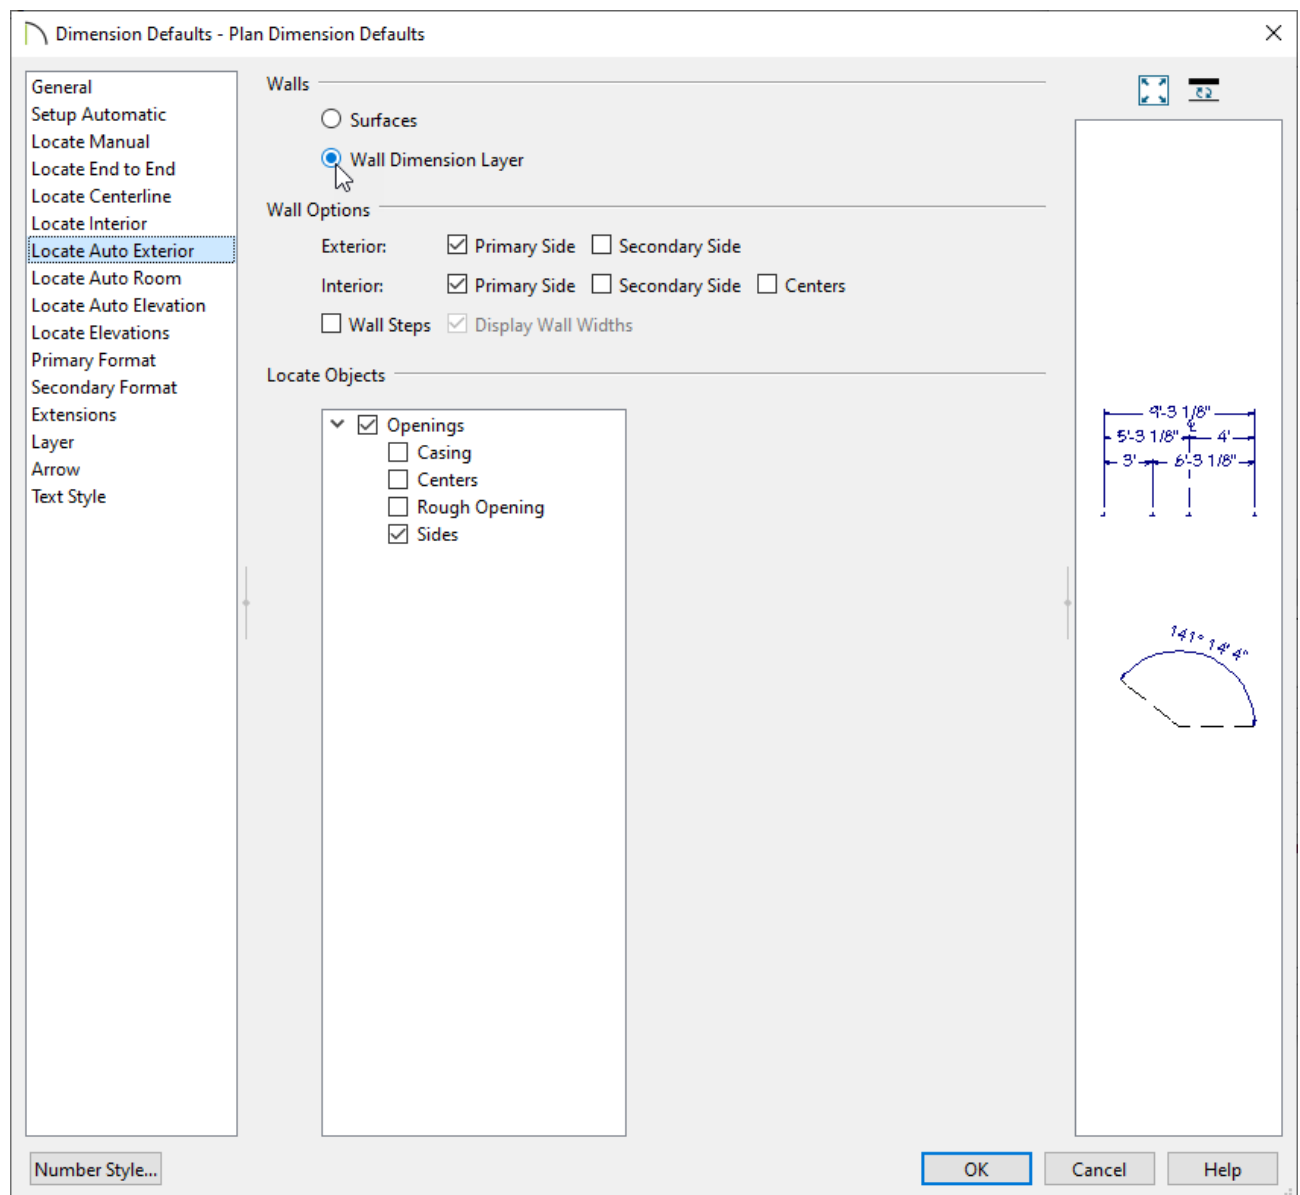 Dimension Defaults - Plan Dimension Defaults
General
Setup Automatic
Locate Manual
Locate End to End
Locate Centerline
Locate Interior
Locate Auto Exterior
Locate Auto Room
Locate Auto Elevation
Locate Elevations
Primary Format
Secondary Format
Extensions
Layer
Arrow
Text Style
Walls
Surfaces
Wall Dimension Layer
Wall Options
Exterior: Primary Side Secondary Side
Interior: Primary Side Secondary Side Centers
Wall Steps Display Wall Widths
Locate Objects
Openings
Casing
Centers
Rough Opening
Sides
9'-3 1/8"
5'-3 1/8" 4'
3' 6'-3 1/8"
141° 14' 4"
Number Style... OK Cancel Help